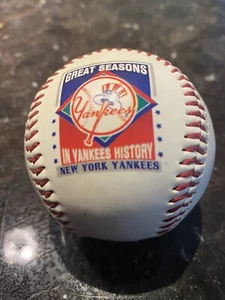 GREAT SEASONS
Yankees
IN YANKEES HISTORY
NEW YORK YANKEES